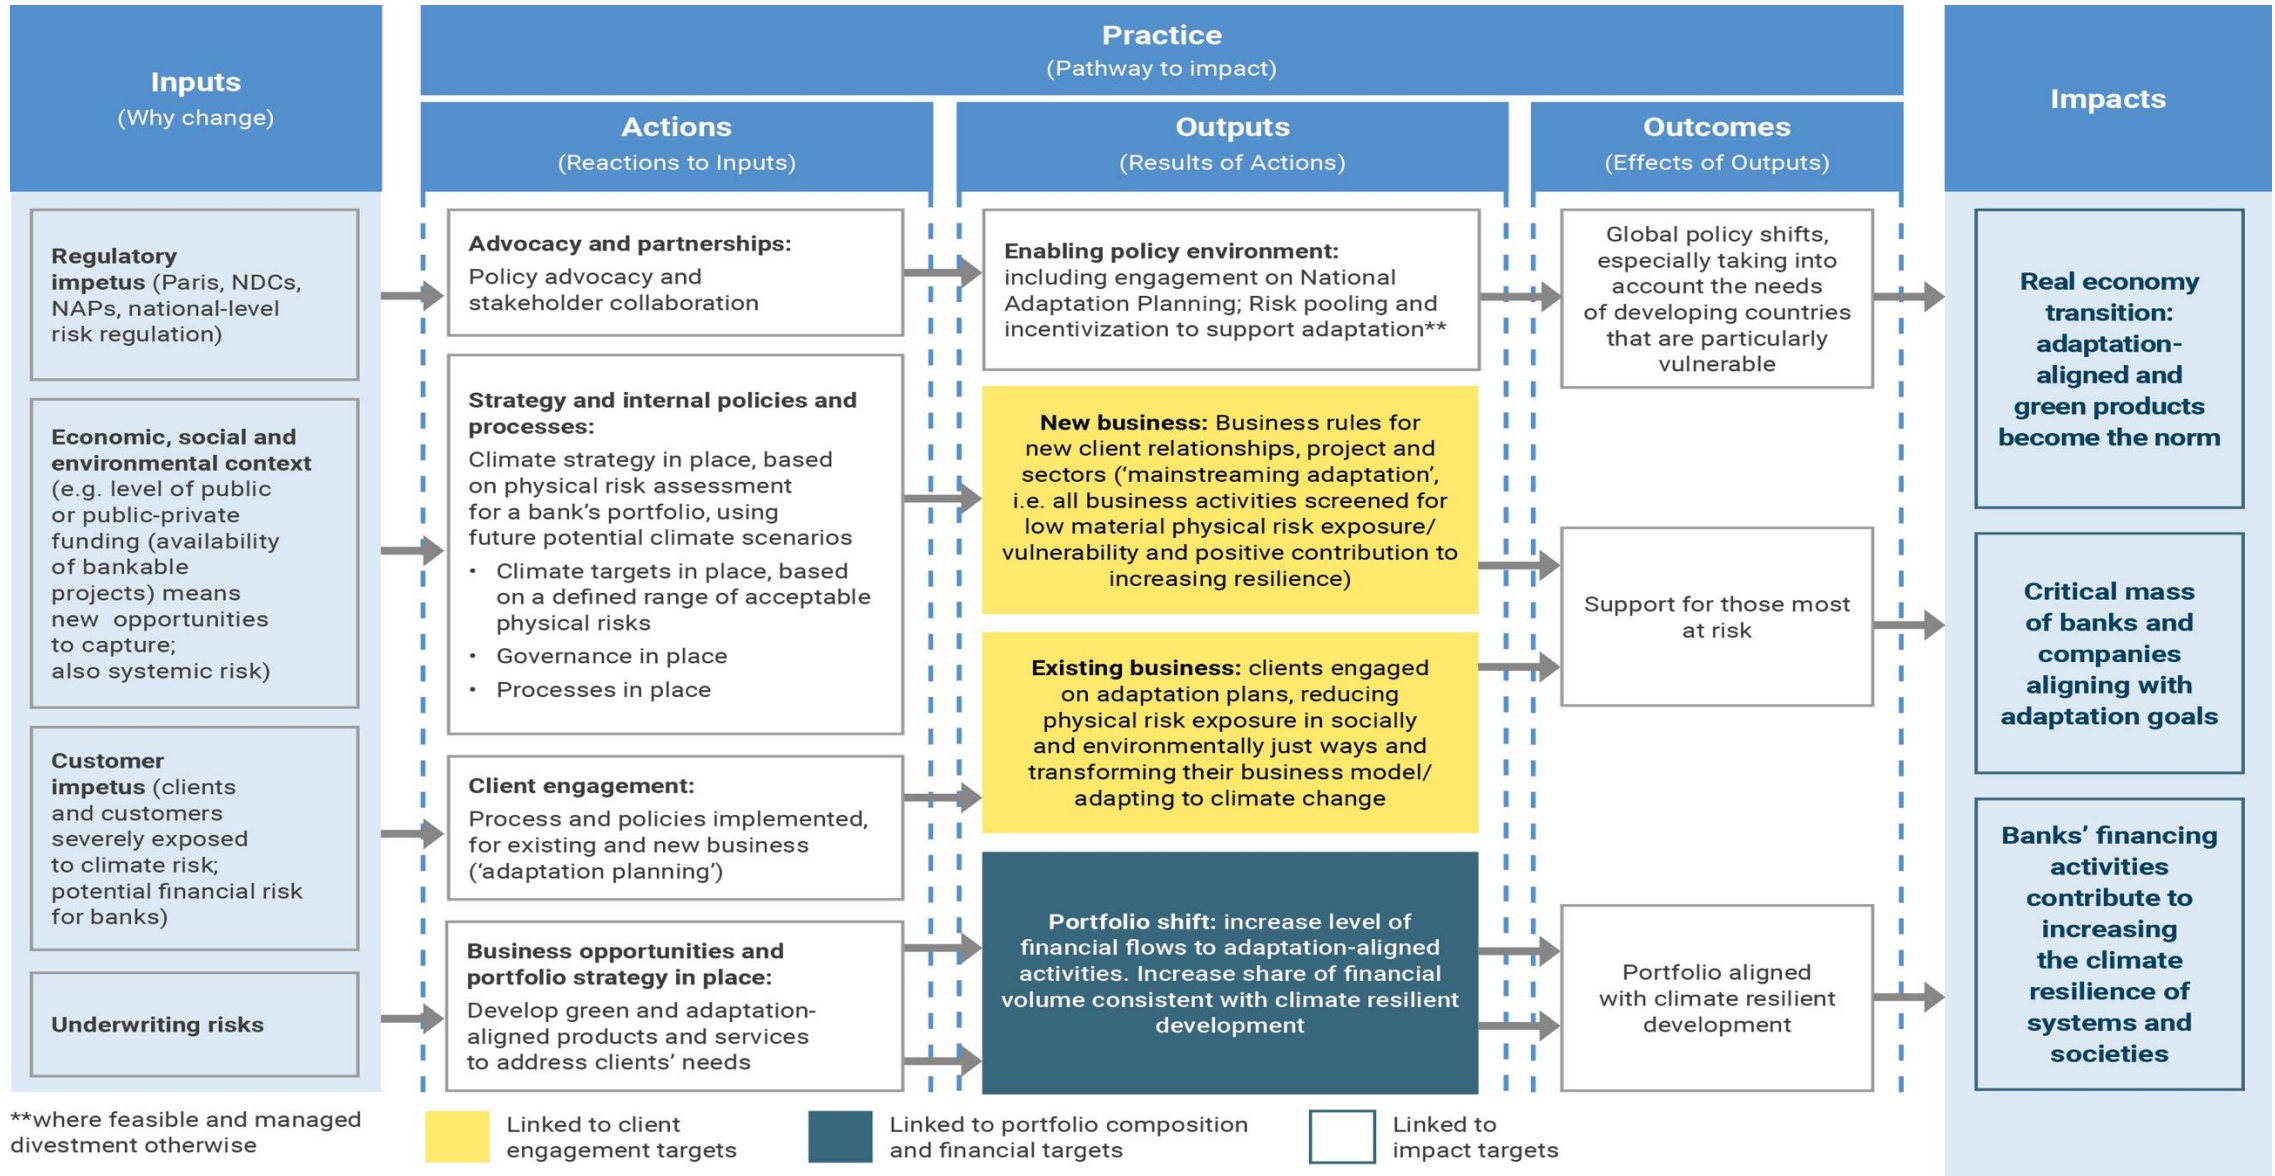 Inputs
(Why change)
Practice
(Pathway to impact)
Impacts
Actions
(Reactions to Inputs)
Outputs
(Results of Actions)
Outcomes
(Effects of Outputs)
Regulatory
impetus (Paris, NDCs,
NAPs, national-level
risk regulation)
Economic, social and
environmental context
(e.g. level of public
or public-private
funding (availability
of bankable
projects) means
new opportunities
to capture;
also systemic risk)
Customer
impetus (clients
and customers
severely exposed
to climate risk;
potential financial risk
for banks)
Underwriting risks
Advocacy and partnerships:
Policy advocacy and
stakeholder collaboration
Strategy and internal policies and
processes:
Climate strategy in place, based
on physical risk assessment
for a bank's portfolio, using
future potential climate scenarios
• Climate targets in place, based
on a defined range of acceptable
physical risks
• Governance in place
• Processes in place
Client engagement:
Process and policies implemented,
for existing and new business
('adaptation planning')
Business opportunities and
portfolio strategy in place:
Develop green and adaptation-
aligned products and services
to address clients' needs
Enabling policy environment:
including engagement on National
Adaptation Planning; Risk pooling and
incentivization to support adaptation**
New business: Business rules for
new client relationships, project and
sectors ('mainstreaming adaptation',
i.e. all business activities screened for
low material physical risk exposure/
vulnerability and positive contribution to
increasing resilience)
Existing business: clients engaged
on adaptation plans, reducing
physical risk exposure in socially
and environmentally just ways and
transforming their business model/
adapting to climate change
Portfolio shift: increase level of
financial flows to adaptation-aligned
activities. Increase share of financial
volume consistent with climate resilient
development
Global policy shifts,
especially taking into
account the needs
of developing countries
that are particularly
vulnerable
Support for those most
at risk
Portfolio aligned
with climate resilient
development
Real economy
transition:
adaptation-
aligned and
green products
become the norm
Critical mass
of banks and
companies
aligning with
adaptation goals
Banks' financing
activities
contribute to
increasing
the climate
resilience of
systems and
societies
**where feasible and managed
divestment otherwise
Linked to client
engagement targets
Linked to portfolio composition
and financial targets
Linked to
impact targets